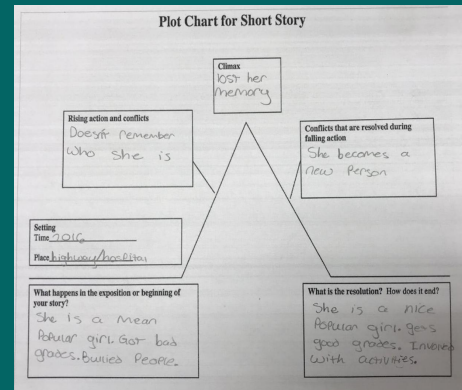 Plot Chart for Short Story
Climax
lost her
memory
Rising action and conflicts
Doesn't remember
who she is
Conflicts that are resolved during
falling action
She becomes a
new Person
Setting
Time 2016
Place highway/hospital
What happens in the exposition or beginning of
your story?
She is a mean
Popular girl. Got bad
grades. Bullied People.
What is the resolution? How does it end?
She is a nice
Popular girl. gess
good grades. Involved
with activities.